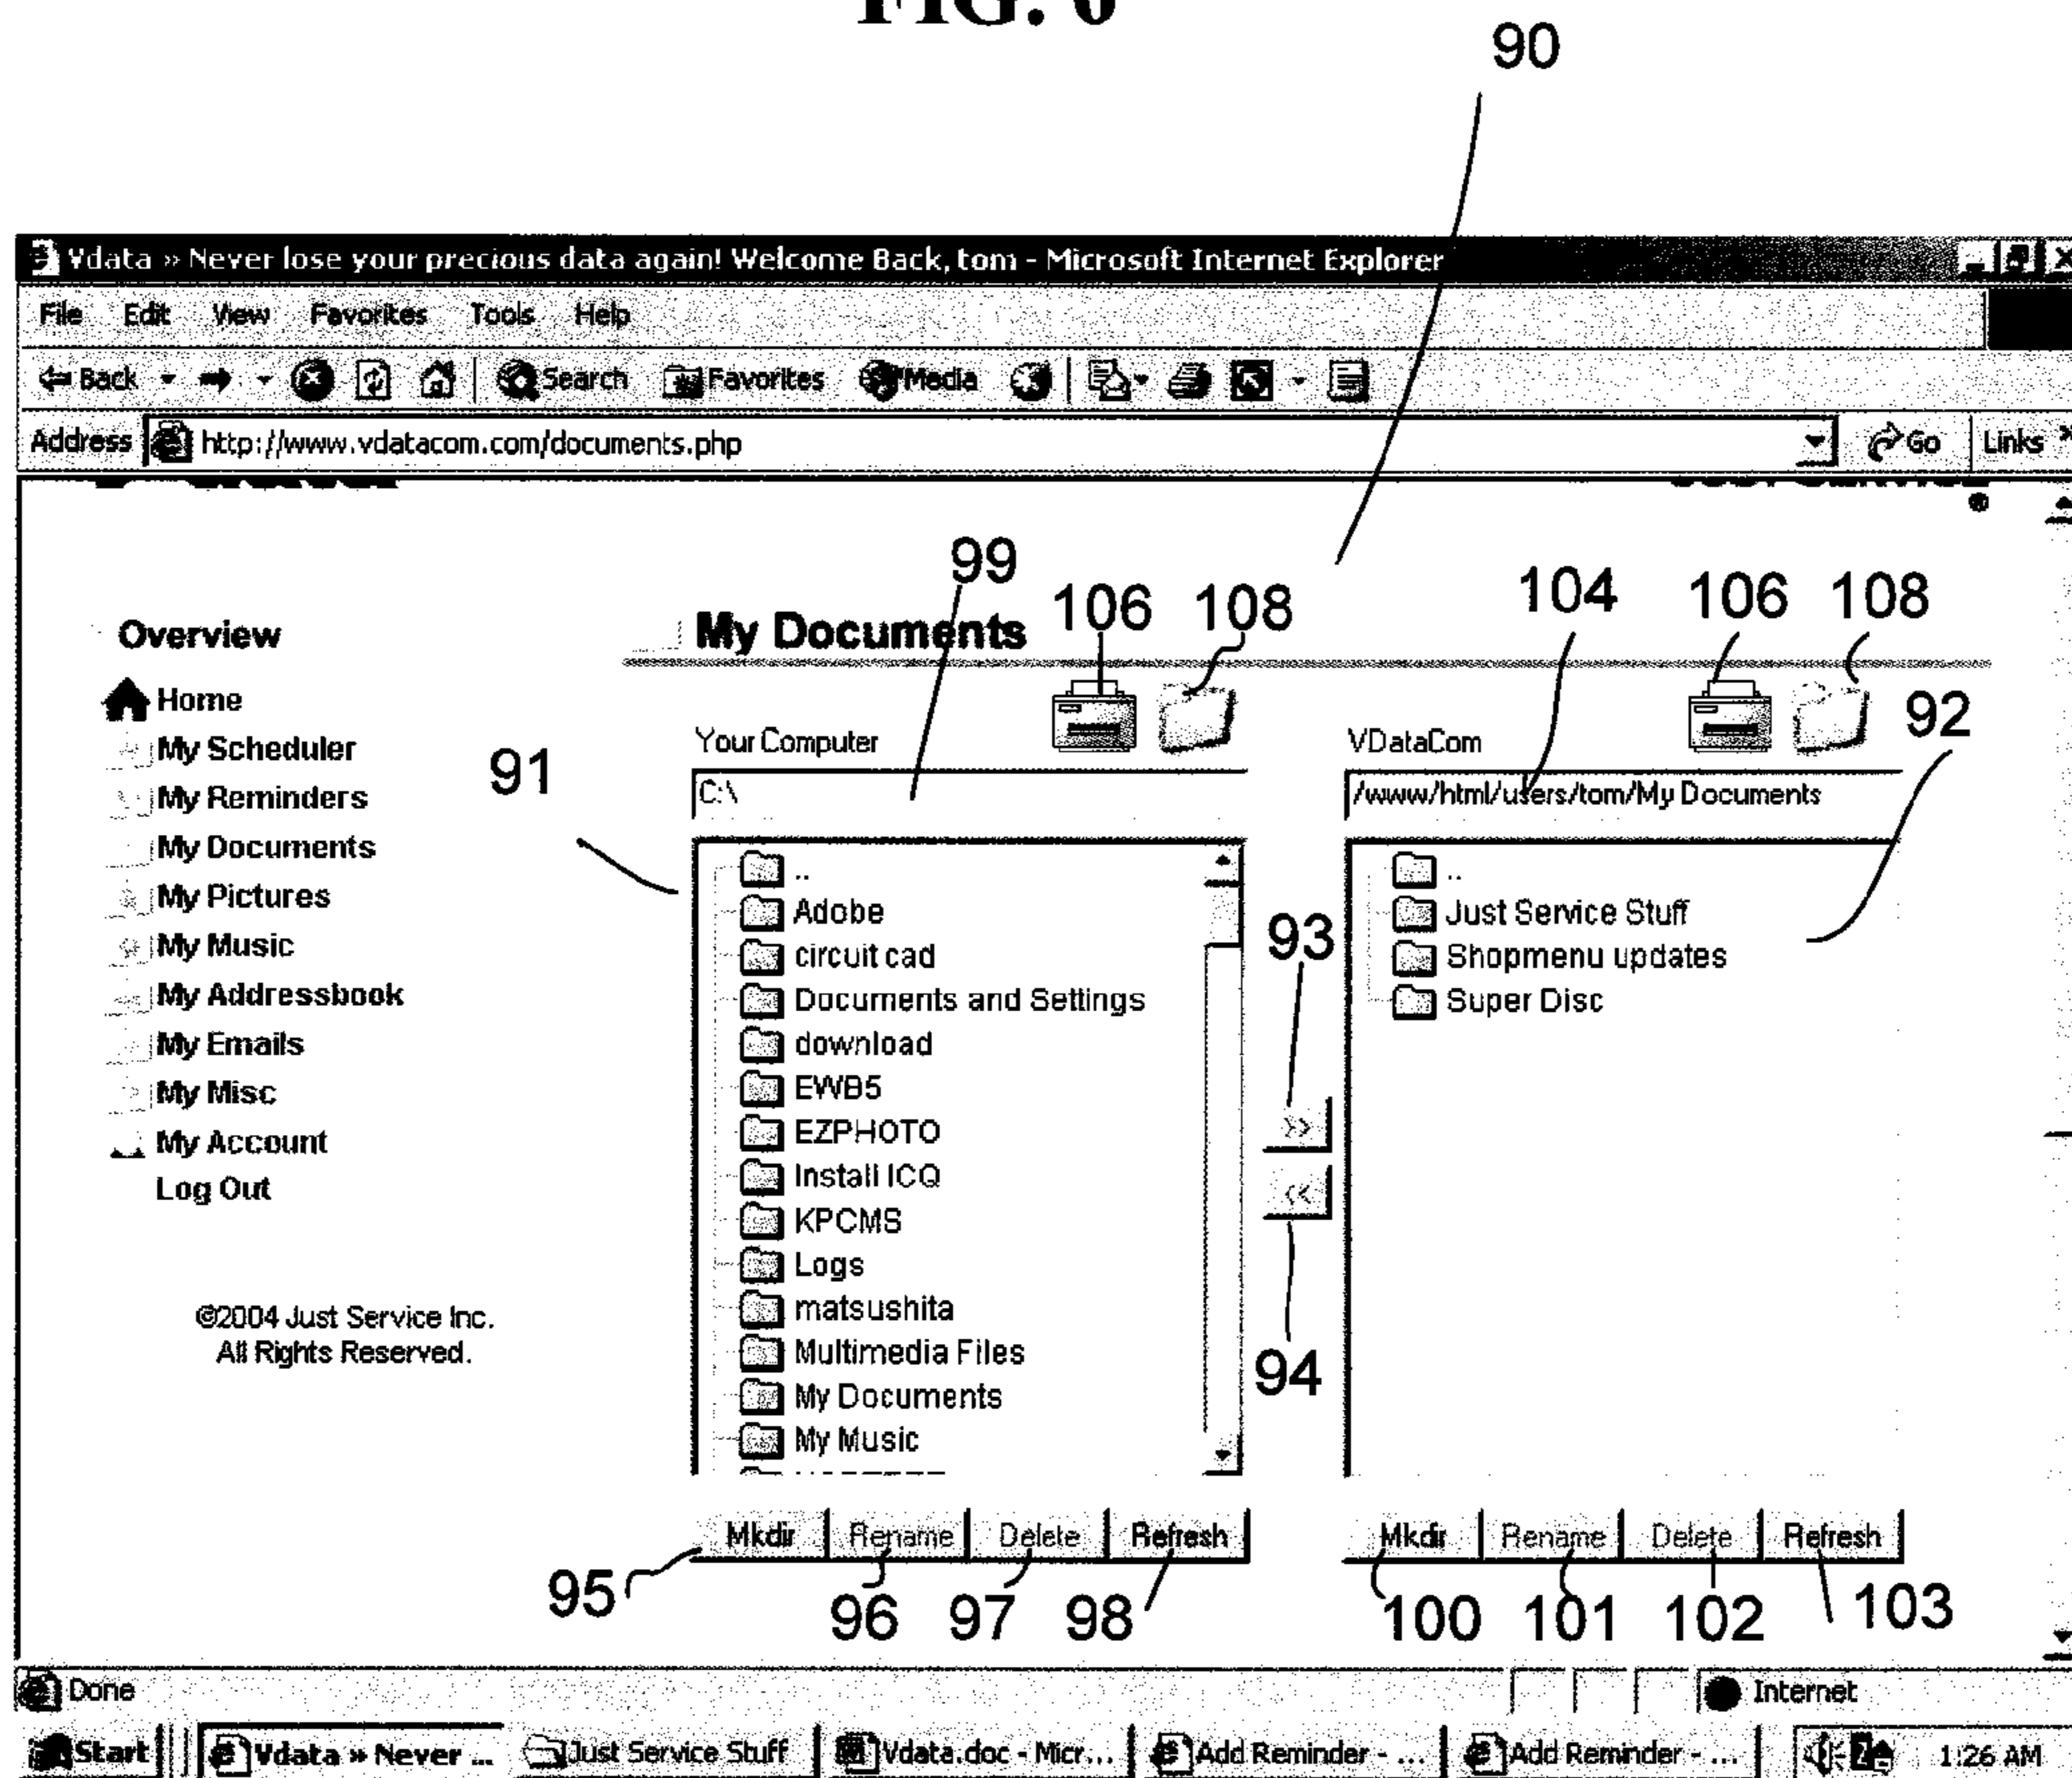 FIG. 6
90
Vdata » Never lose your precious data again! Welcome Back, tom - Microsoft Internet Explorer
File Edit View Favorites Tools Help
Back Search Favorites Media
Address http://www.vdatacom.com/documents.php Go Links »
99 106 108 104 106 108
Overview
My Documents
Home
My Scheduler
My Reminders
My Documents
My Pictures
My Music
My Addressbook
My Emails
My Misc
My Account
Log Out
©2004 Just Service Inc.
All Rights Reserved.
91
Your Computer
C:\
..
Adobe
circuit cad
Documents and Settings
download
EWB5
EZPHOTO
Install ICQ
KPCMS
Logs
matsushita
Multimedia Files
My Documents
My Music
Mkdir Rename Delete Refresh
95 96 97 98
93
>>
<<
94
VDataCom
92
/www/html/users/tom/My Documents
..
Just Service Stuff
Shopmenu updates
Super Disc
Mkdir Rename Delete Refresh
100 101 102 103
Done Internet
Start Vdata » Never ... Just Service Stuff Vdata.doc - Micr... Add Reminder - ... Add Reminder - ... 1:26 AM